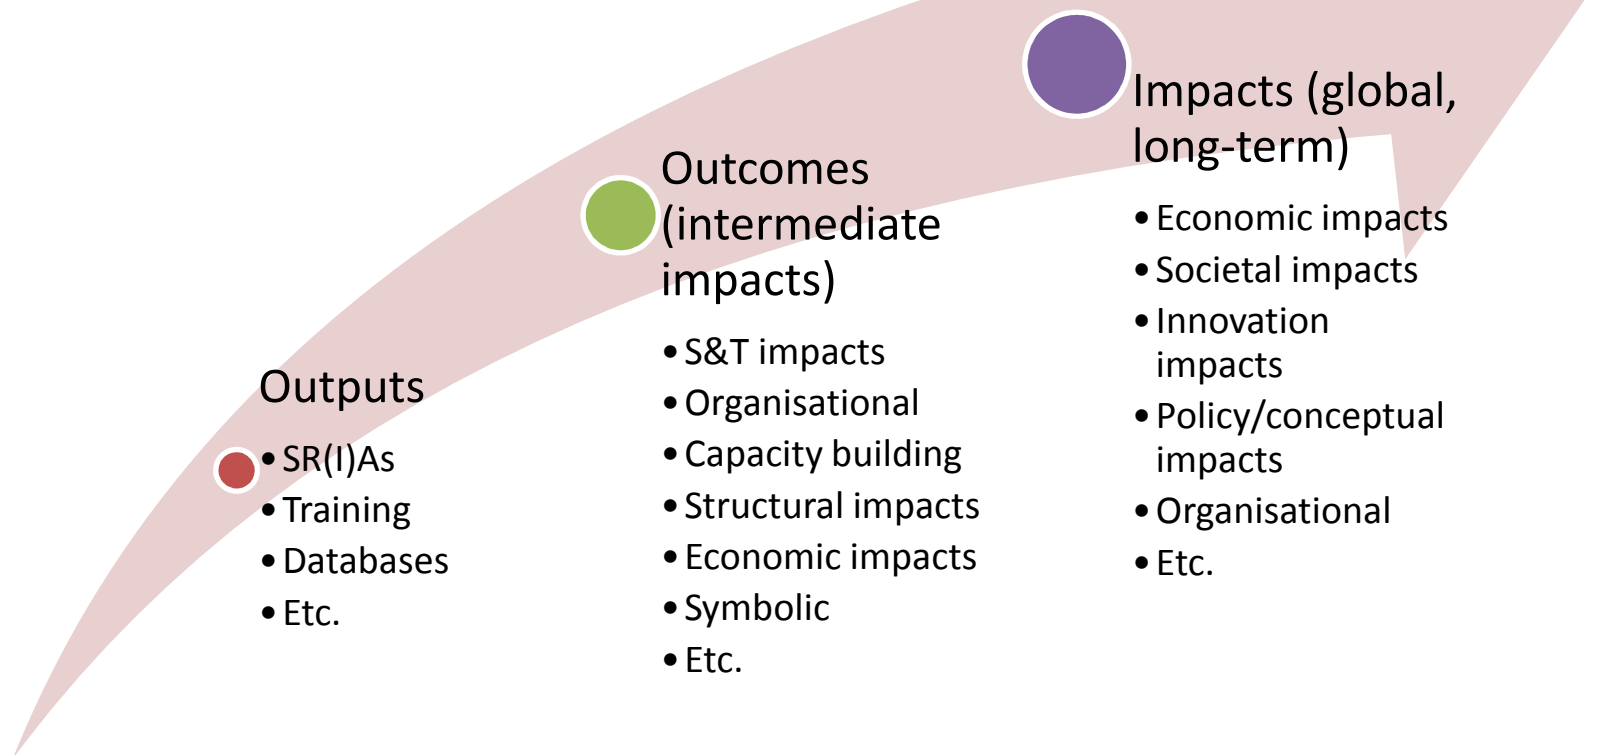 Outputs
• SR(I)As
• Training
• Databases
• Etc.
Outcomes
(intermediate
impacts)
• S&T impacts
• Organisational
• Capacity building
• Structural impacts
• Economic impacts
• Symbolic
• Etc.
Impacts (global,
long-term)
• Economic impacts
• Societal impacts
• Innovation
impacts
• Policy/conceptual
impacts
• Organisational
• Etc.